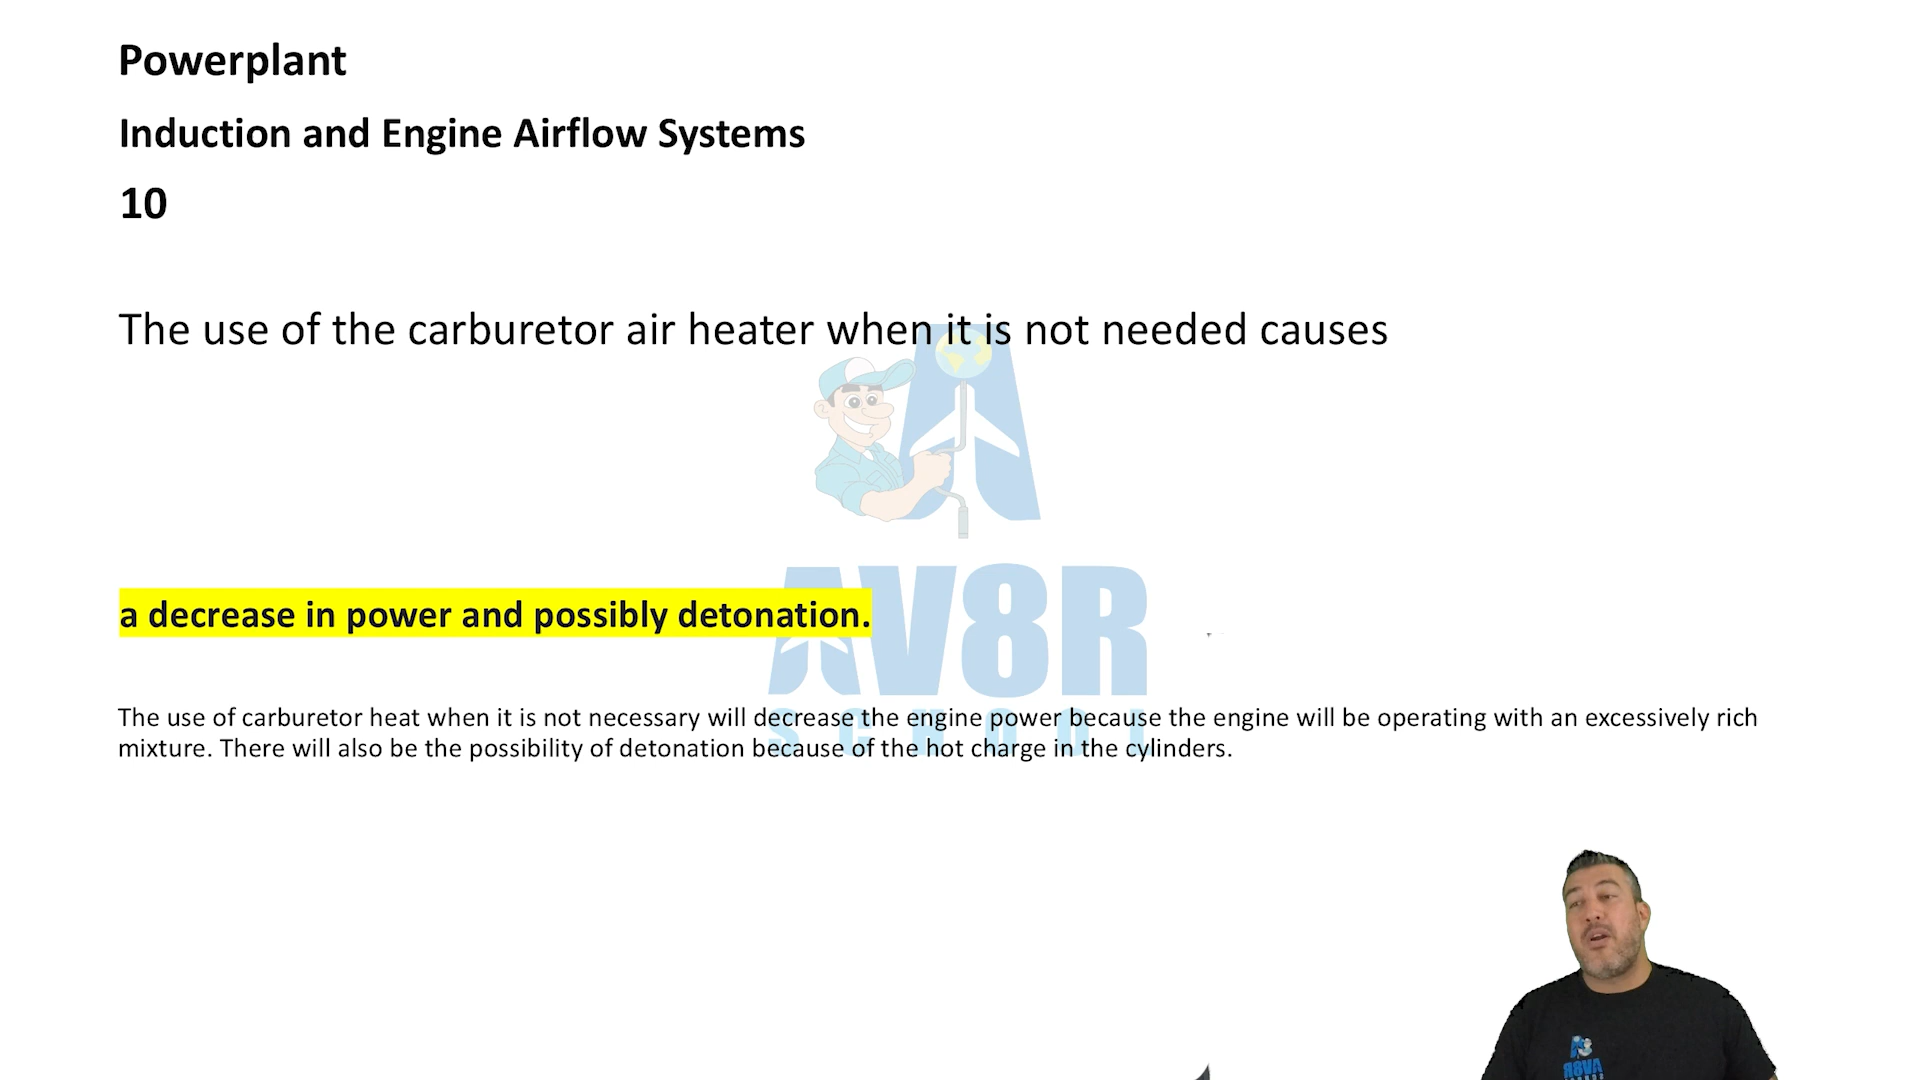 Powerplant
Induction and Engine Airflow Systems
10
The use of the carburetor air heater when it is not needed causes
a decrease in power and possibly detonation.
AV8R
SCHOOL
The use of carburetor heat when it is not necessary will decrease the engine power because the engine will be operating with an excessively rich
mixture. There will also be the possibility of detonation because of the hot charge in the cylinders.